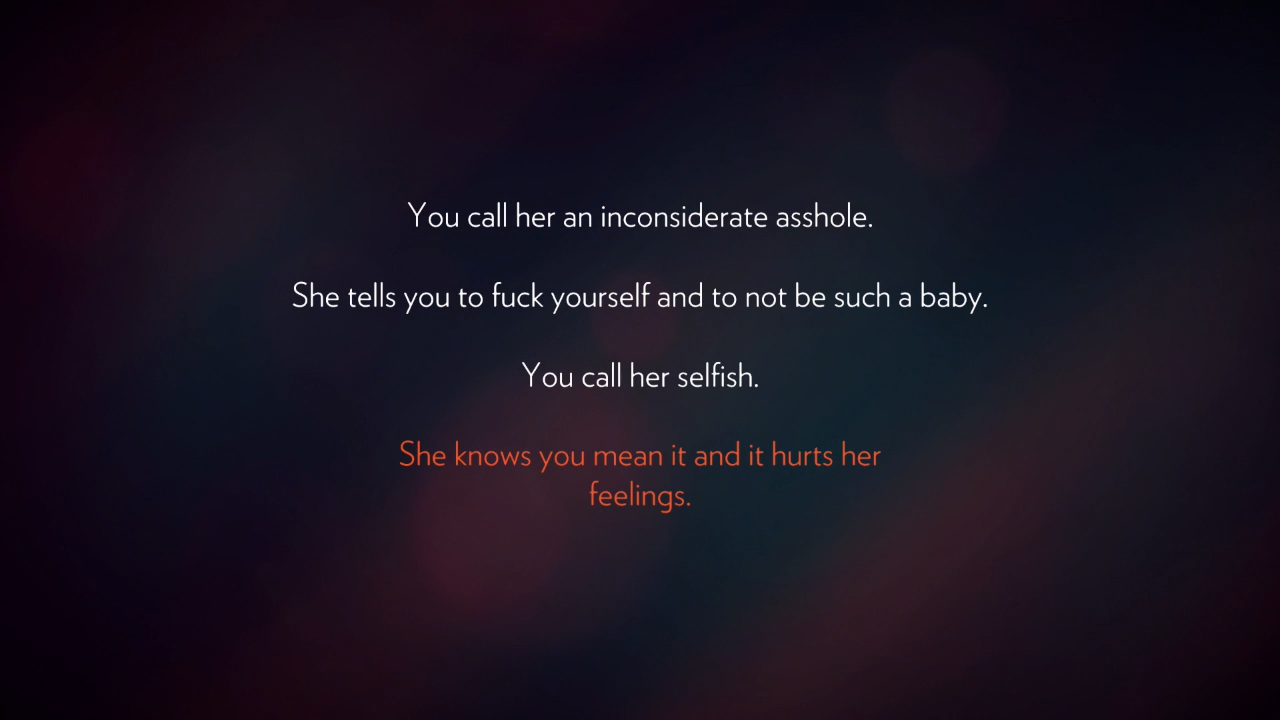 You call her an inconsiderate asshole.
She tells you to fuck yourself and to not be such a baby.
You call her selfish.
She knows you mean it and it hurts her
feelings.